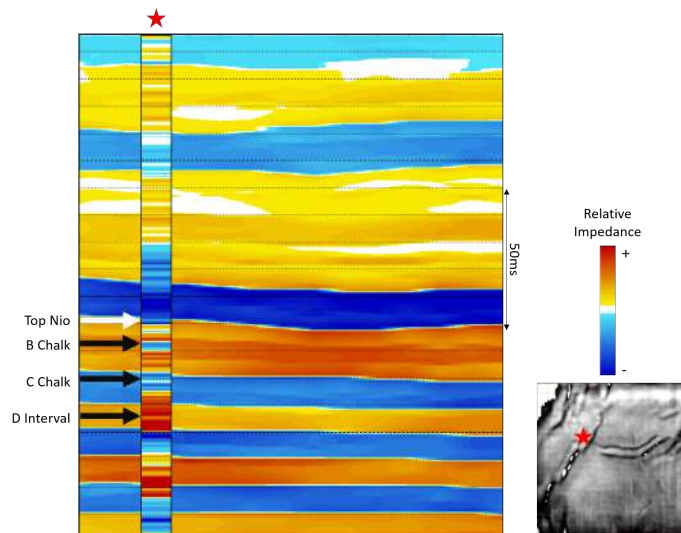 Top Nio
B Chalk
C Chalk
D Interval
50ms
Relative
Impedance
+
-